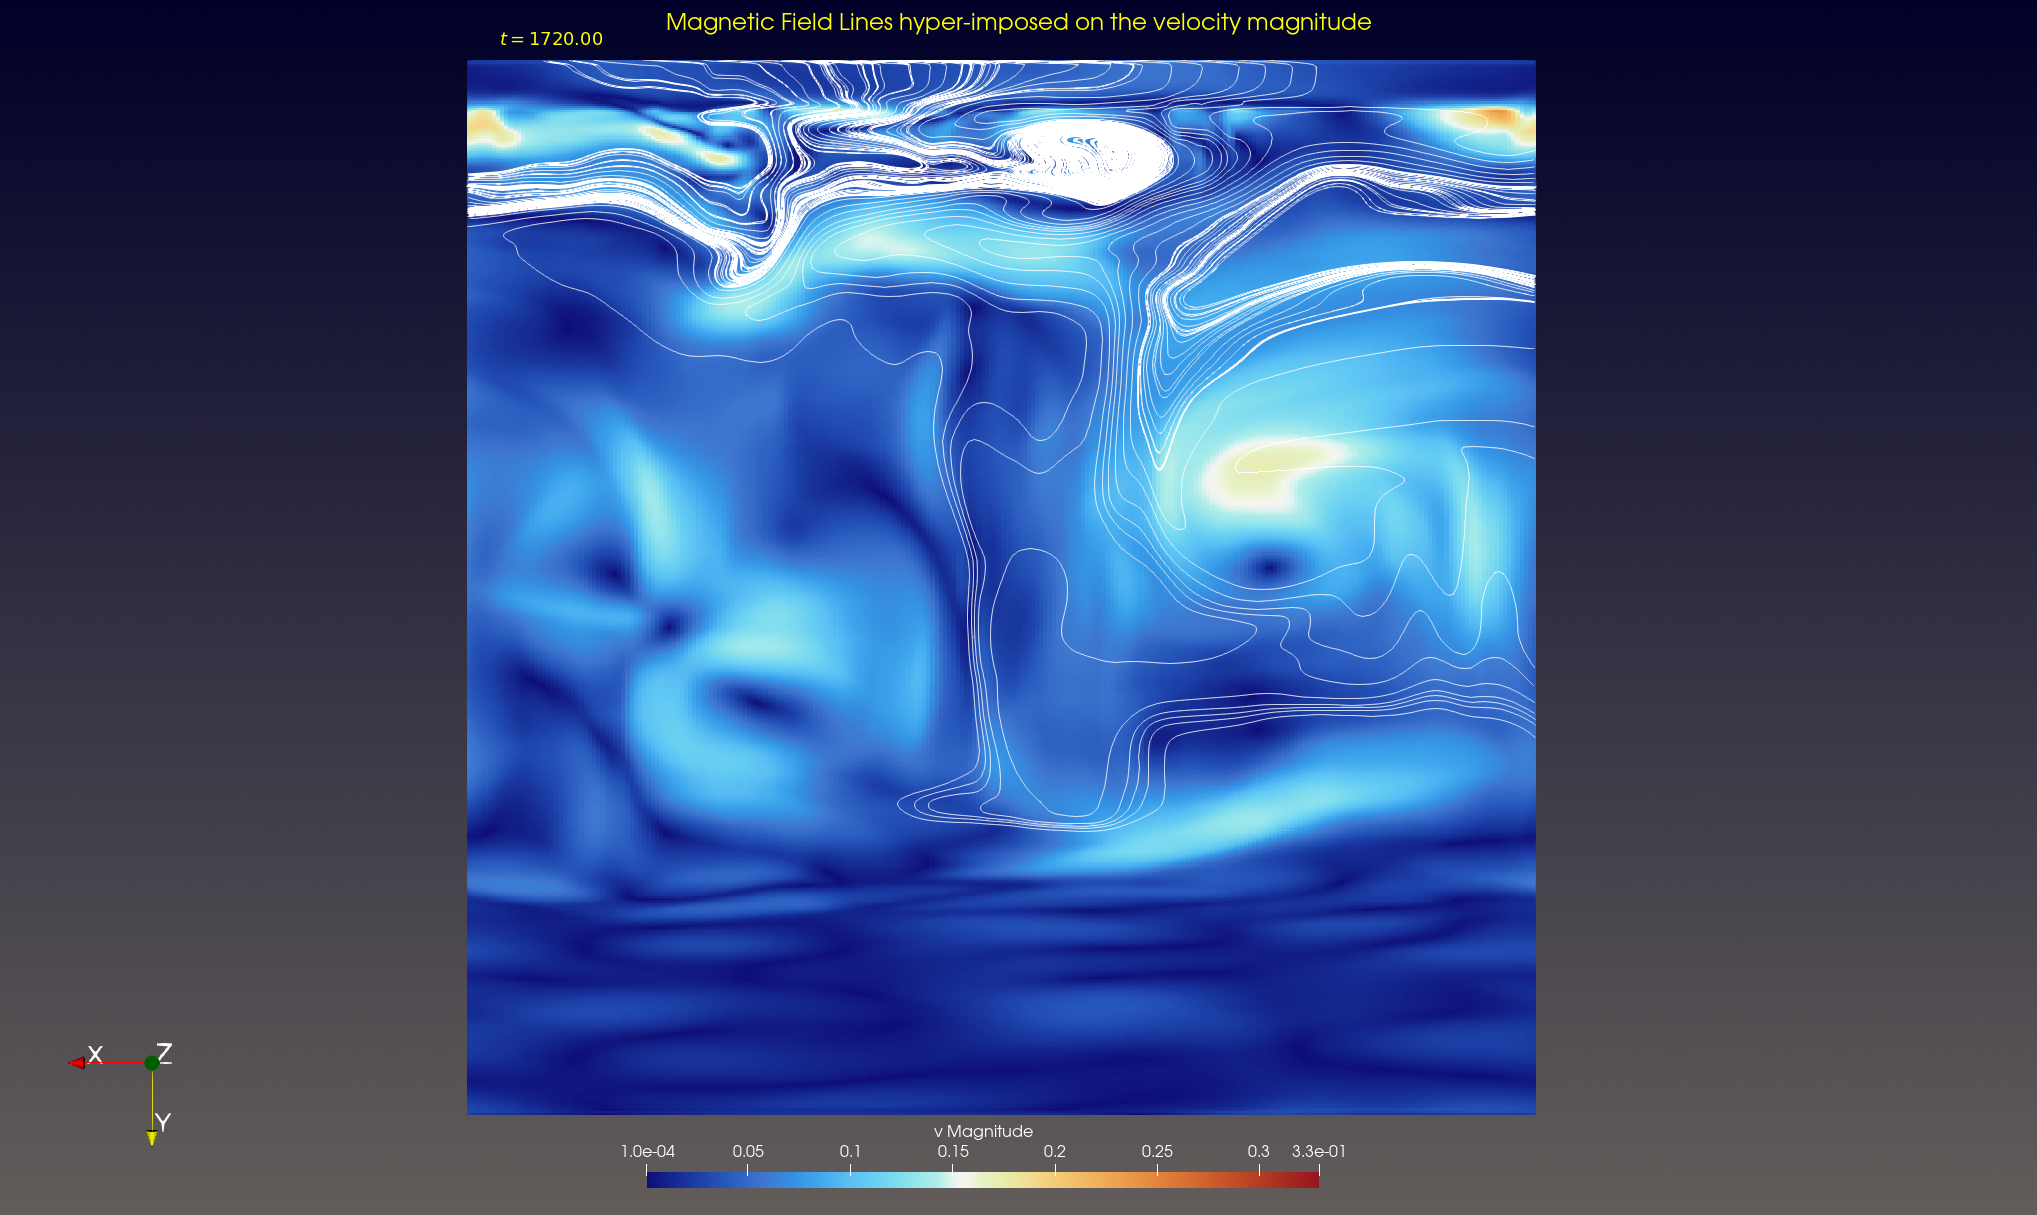 Magnetic Field Lines hyper-imposed on the velocity magnitude
t = 1720.00
X Z
Y
v Magnitude
1.0e-04 0.05 0.1 0.15 0.2 0.25 0.3 3.3e-01